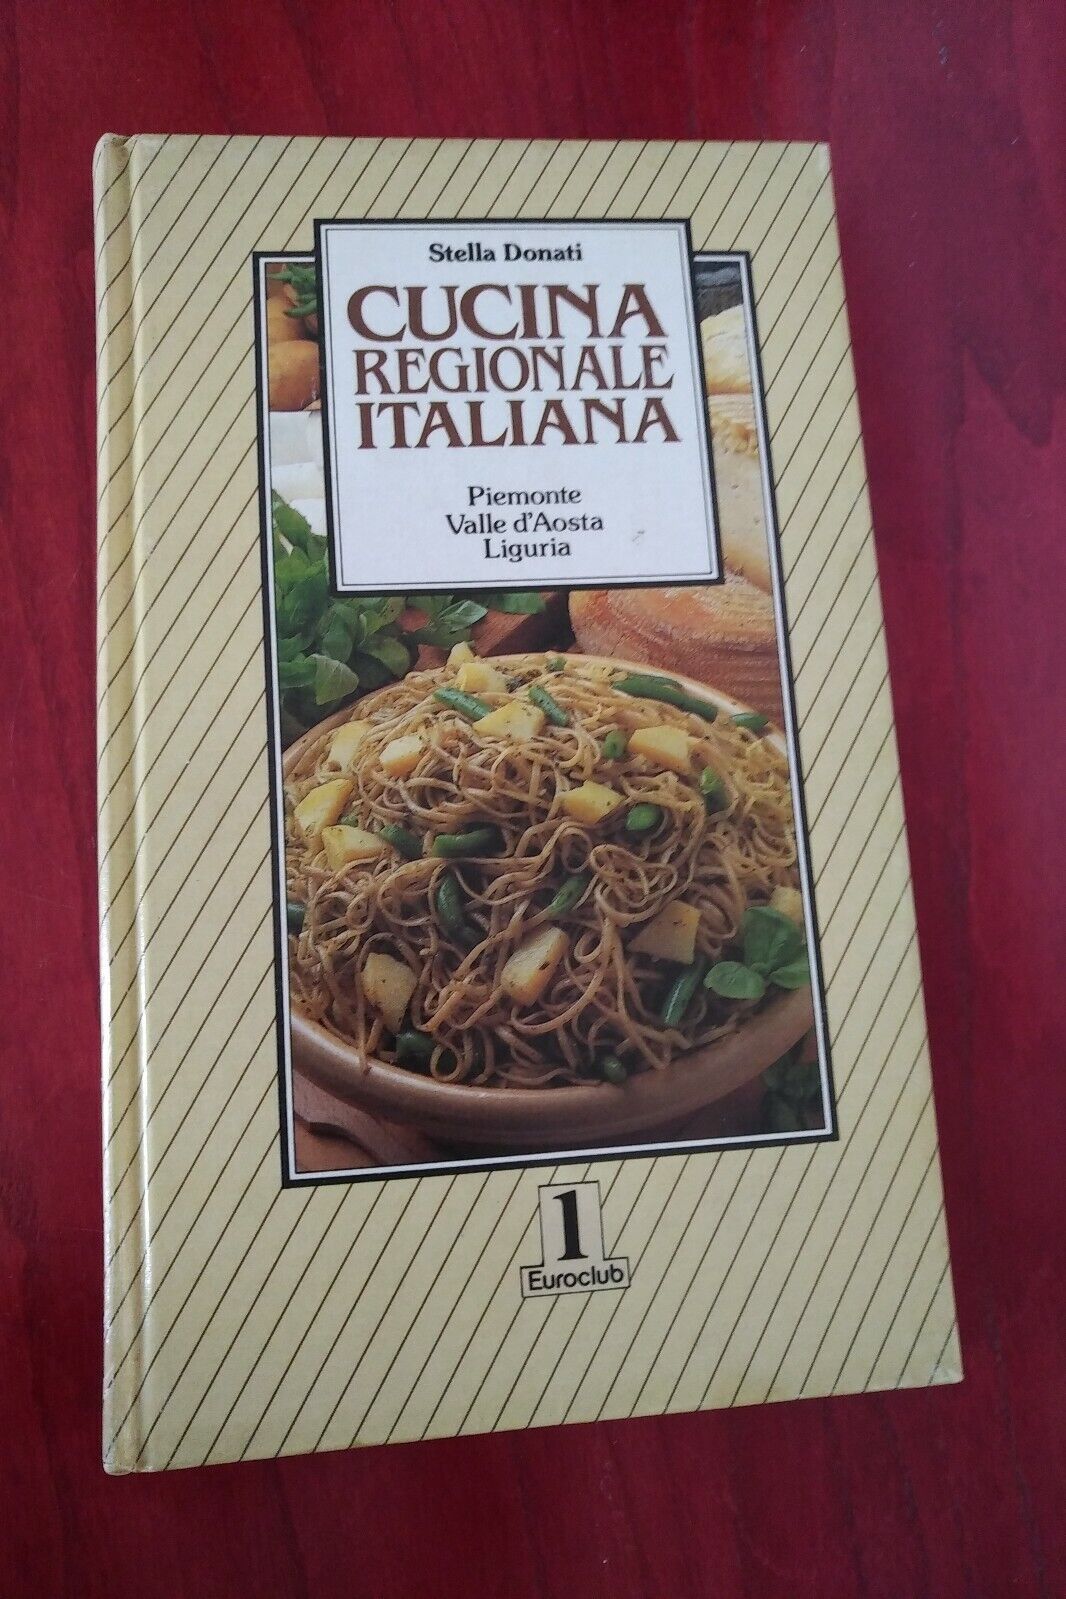 Stella Donati
CUCINA
REGIONALE
ITALIANA
Piemonte
Valle d'Aosta
Liguria
1
Euroclub